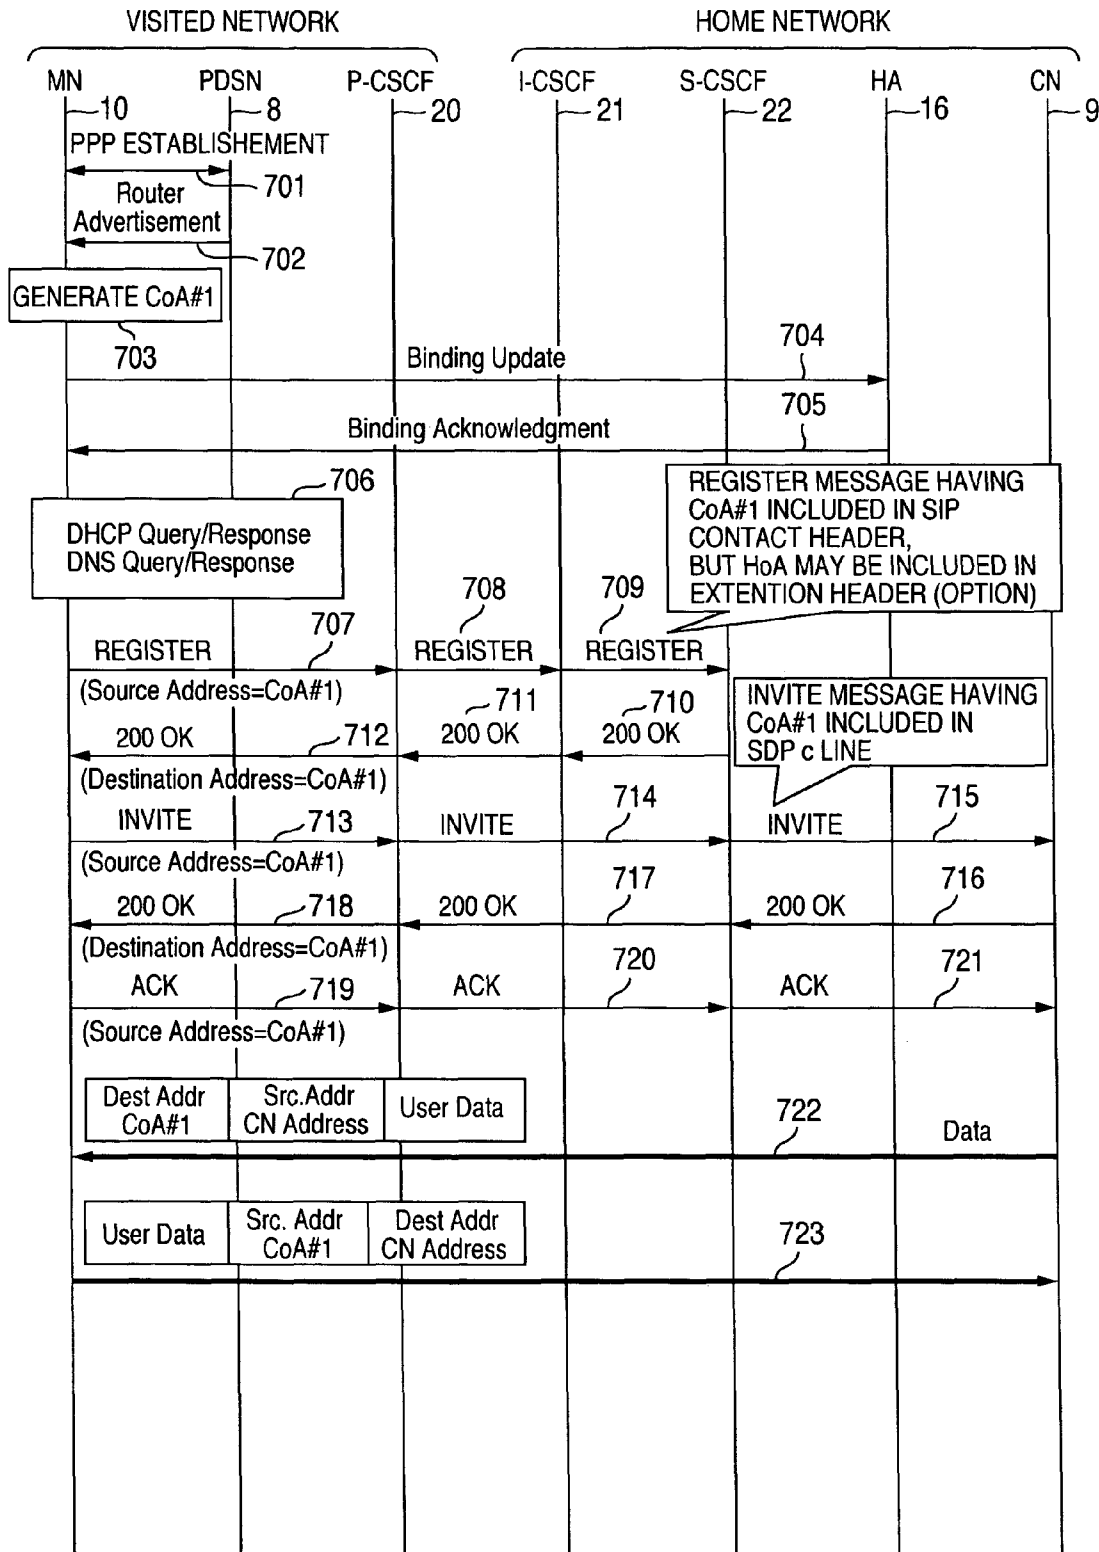 VISITED NETWORK
HOME NETWORK
MN
PDSN
P-CSCF
I-CSCF
S-CSCF
HA
CN
10
8
20
21
22
16
9
PPP ESTABLISHEMENT
701
Router
Advertisement
702
GENERATE CoA#1
703
Binding Update
704
Binding Acknowledgment
705
706
DHCP Query/Response
DNS Query/Response
REGISTER MESSAGE HAVING
CoA#1 INCLUDED IN SIP
CONTACT HEADER,
BUT HoA MAY BE INCLUDED IN
EXTENTION HEADER (OPTION)
REGISTER
707
708
REGISTER
709
REGISTER
(Source Address=CoA#1)
INVITE MESSAGE HAVING
CoA#1 INCLUDED IN
SDP c LINE
200 OK
712
711
200 OK
710
200 OK
(Destination Address=CoA#1)
INVITE
713
INVITE
714
INVITE
715
(Source Address=CoA#1)
200 OK
718
200 OK
717
200 OK
716
(Destination Address=CoA#1)
ACK
719
ACK
720
ACK
721
(Source Address=CoA#1)
Dest Addr
CoA#1
Src.Addr
CN Address
User Data
722
Data
User Data
Src. Addr
CoA#1
Dest Addr
CN Address
723